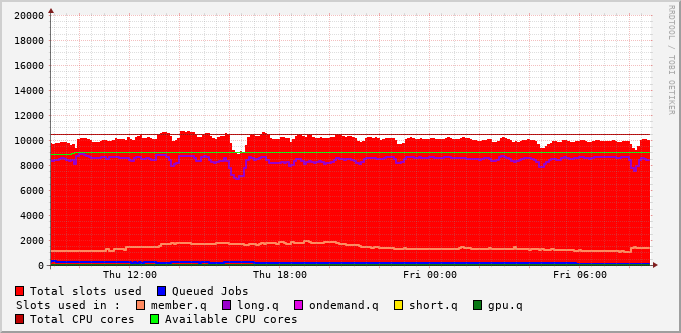 20000
18000
16000
14000
12000
10000
8000
6000
4000
2000
0
Thu 12:00 Thu 18:00 Fri 00:00 Fri 06:00
RRDTOOL / TOBI OETIKER
Total slots used Queued Jobs
Slots used in : member.q long.q ondemand.q short.q gpu.q
Total CPU cores Available CPU cores